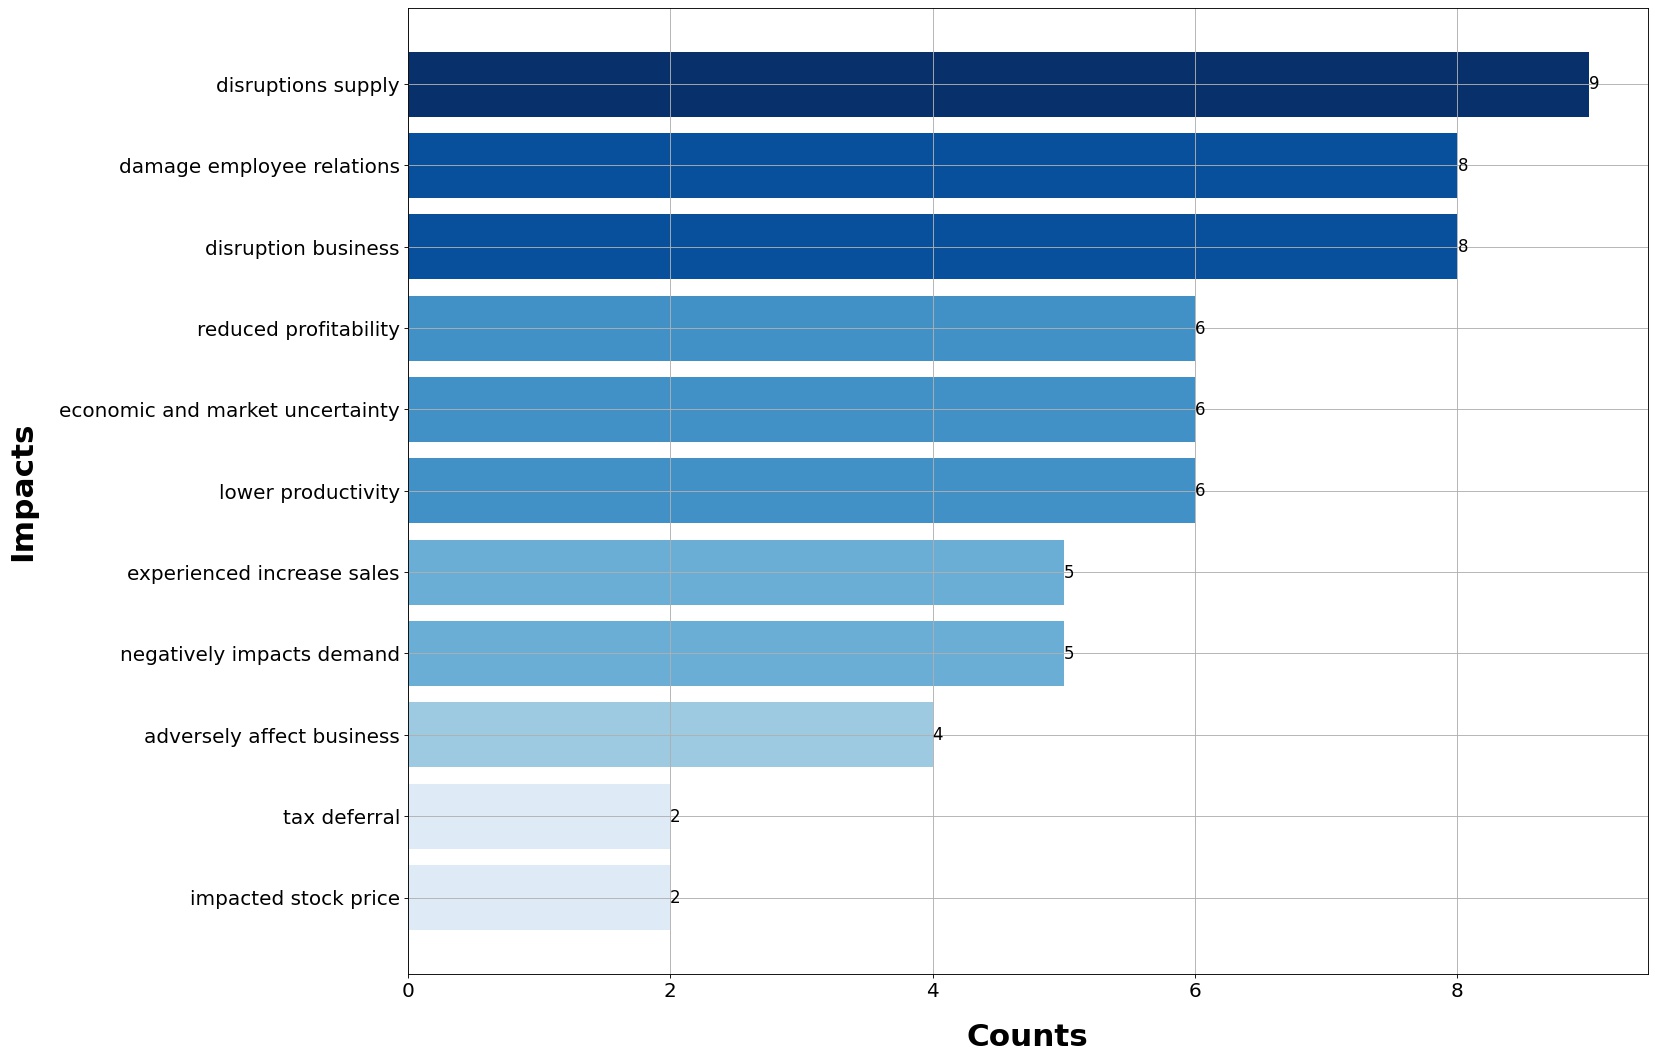 disruptions supply 9
damage employee relations 8
disruption business 8
reduced profitability 6
economic and market uncertainty 6
lower productivity 6
experienced increase sales 5
negatively impacts demand 5
adversely affect business 4
tax deferral 2
impacted stock price 2
Impacts
0 2 4 6 8
Counts